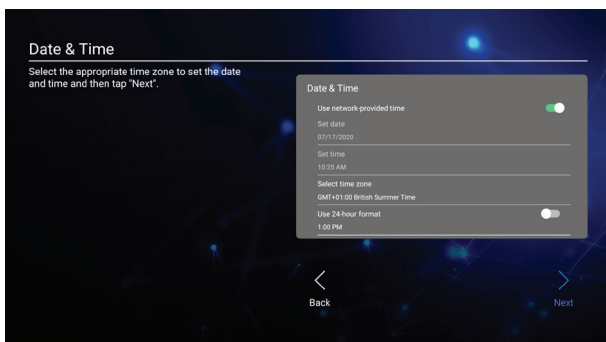 Date & Time
Select the appropriate time zone to set the date
and time and then tap "Next".
Date & Time
Use network-provided time
Set date
07/17/2020
Set time
10:25 AM
Select time zone
GMT+01:00 British Summer Time
Use 24-hour format
1:00 PM
Back
Next